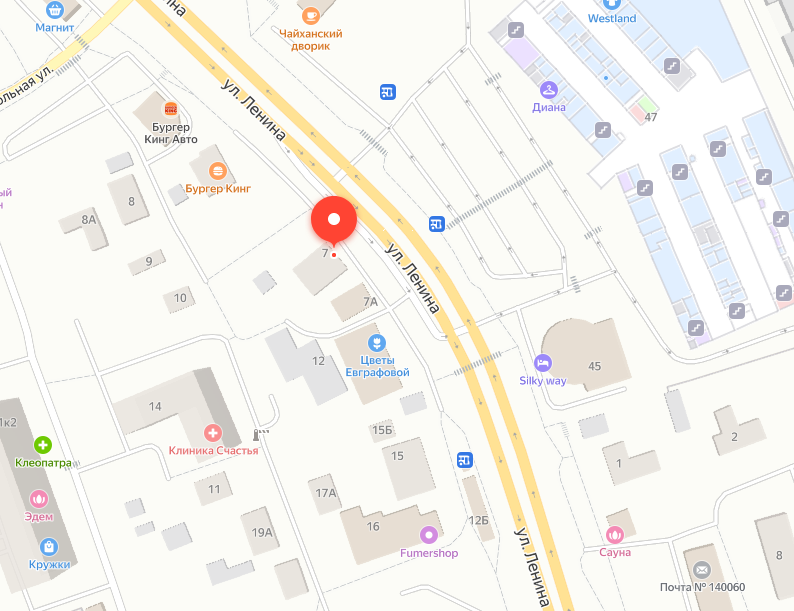 Магнит
Чайханский
дворик
Westland
ул. Ленина
Диана
47
Бургер
Кинг Авто
Бургер Кинг
8
8А
9
10
7
7А
ул. Ленина
Цветы
Евграфовой
12
14
Silky way
45
Клиника Счастья
Клеопатра
Эдем
Кружки
1к2
15Б
15
17А
11
19А
16
12Б
Fumershop
ул. Ленина
1
2
Сауна
Почта № 140060
8